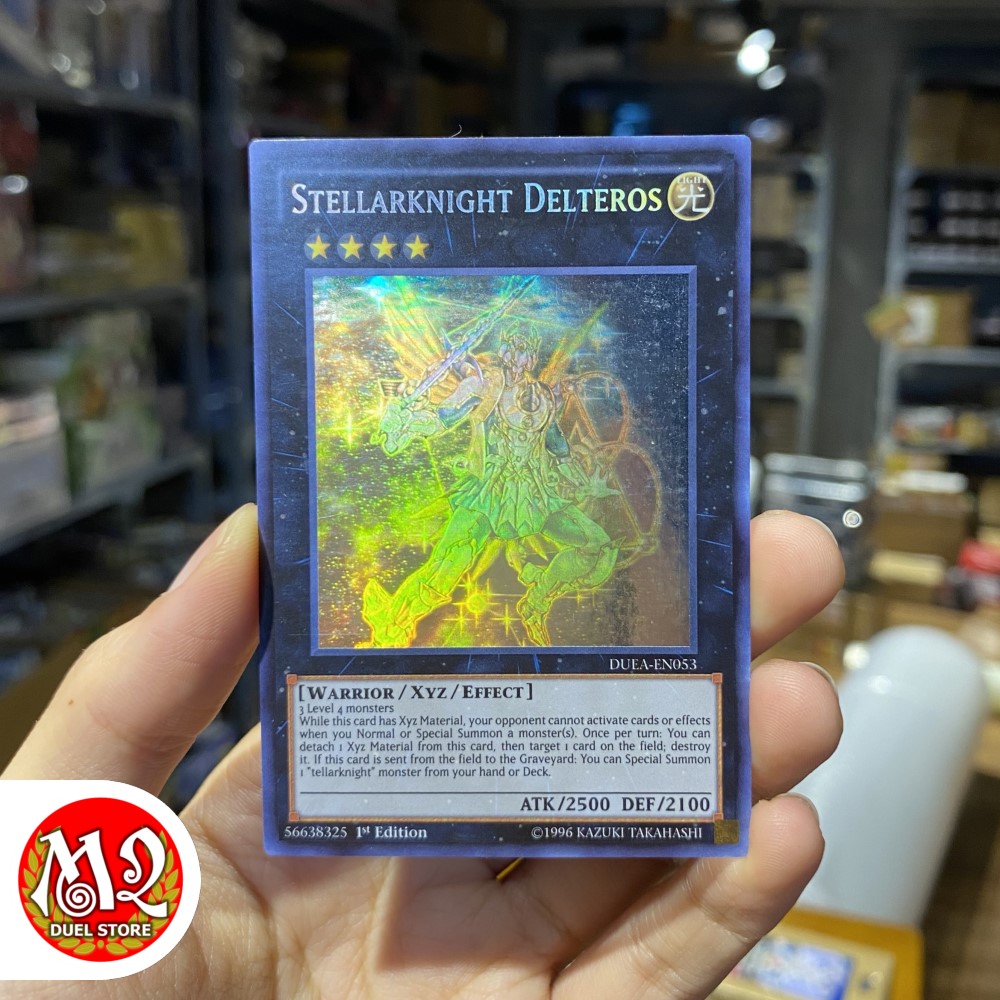 STELLARKNIGHT DELTEROS
LIGHT
光
DUEA-EN053
[WARRIOR / XYZ / EFFECT]
3 Level 4 monsters
While this card has Xyz Material, your opponent cannot activate cards or effects
when you Normal or Special Summon a monster(s). Once per turn: You can
detach 1 Xyz Material from this card, then target 1 card on the field; destroy
it. If this card is sent from the field to the Graveyard: You can Special Summon
1 "tellarknight" monster from your hand or Deck.
ATK/2500 DEF/2100
56638325 1st Edition
©1996 KAZUKI TAKAHASHI
MQ
DUEL STORE